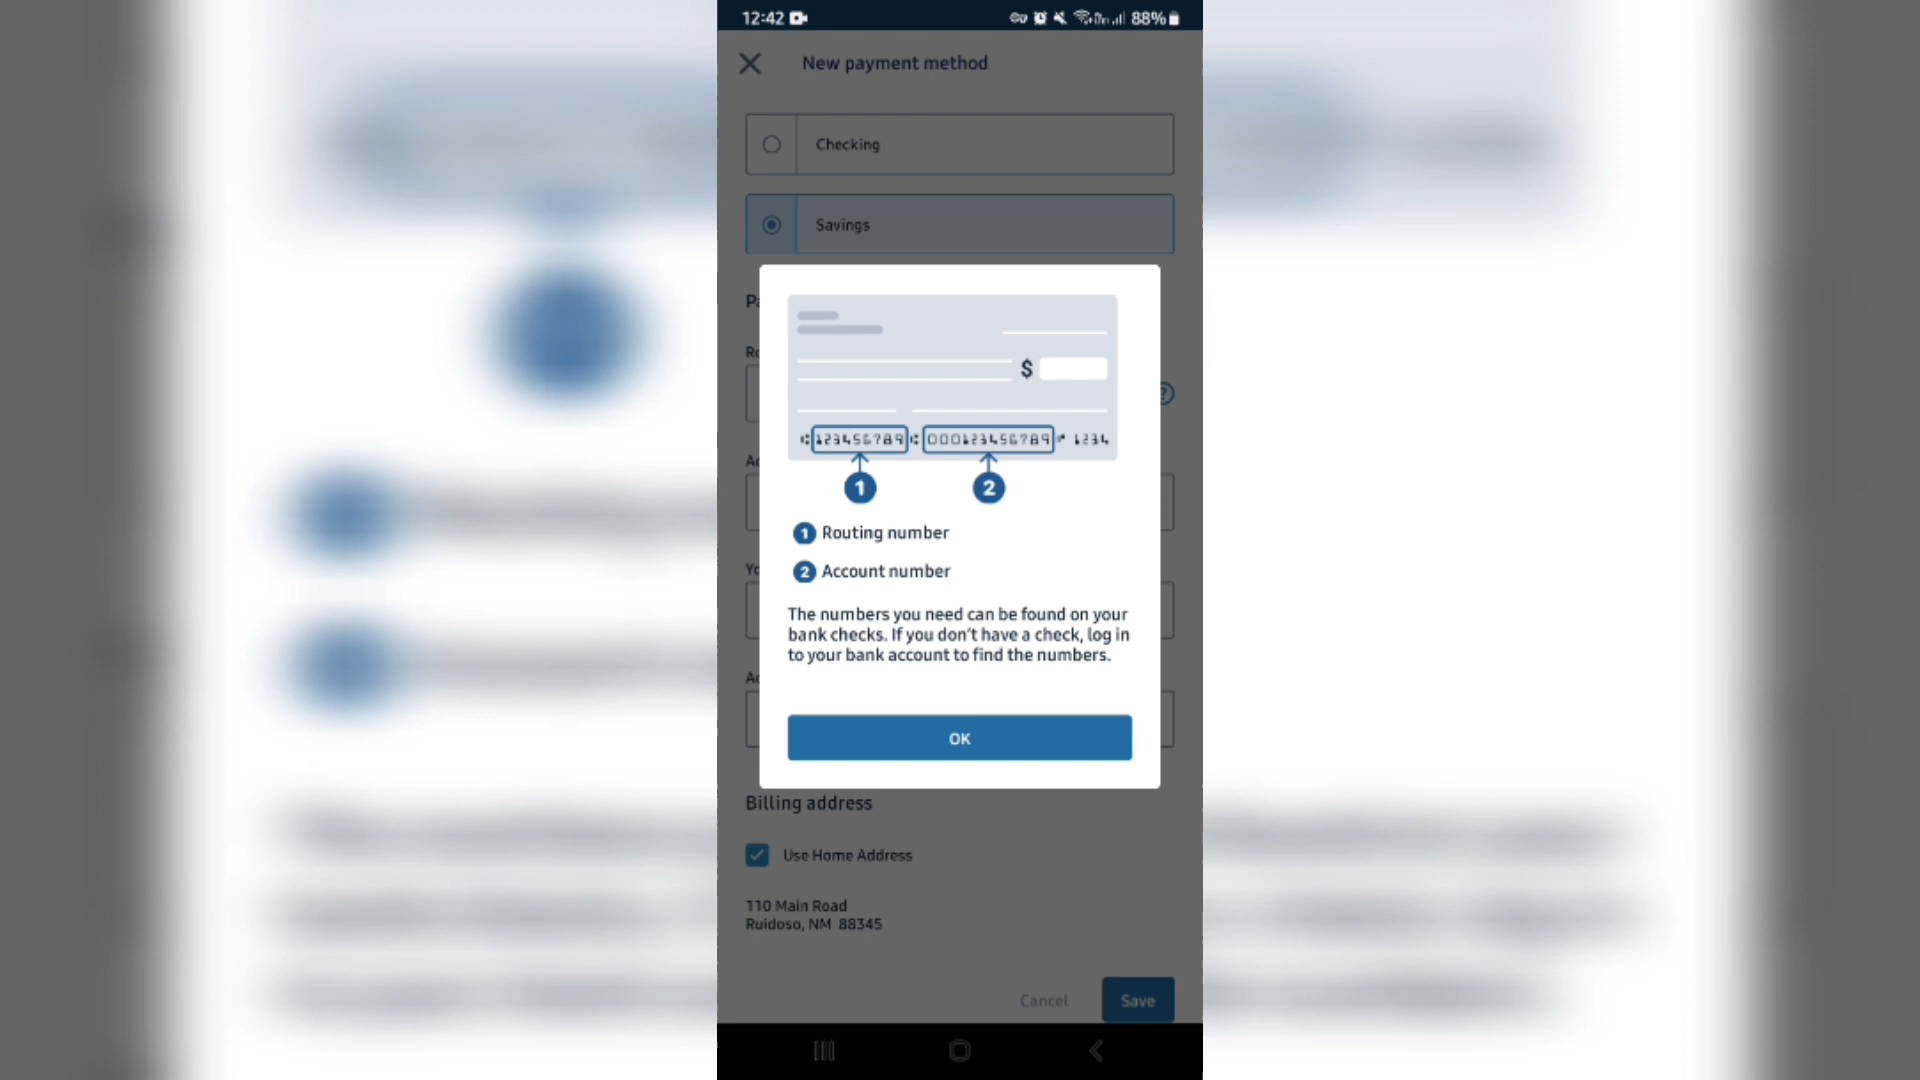 12:42
88%
New payment method
Checking
Savings
$
123456789 000123456789 1234
1 2
1 Routing number
2 Account number
The numbers you need can be found on your
bank checks. If you don't have a check, log in
to your bank account to find the numbers.
OK
Billing address
Use Home Address
110 Main Road
Ruidoso, NM 88345
Cancel Save